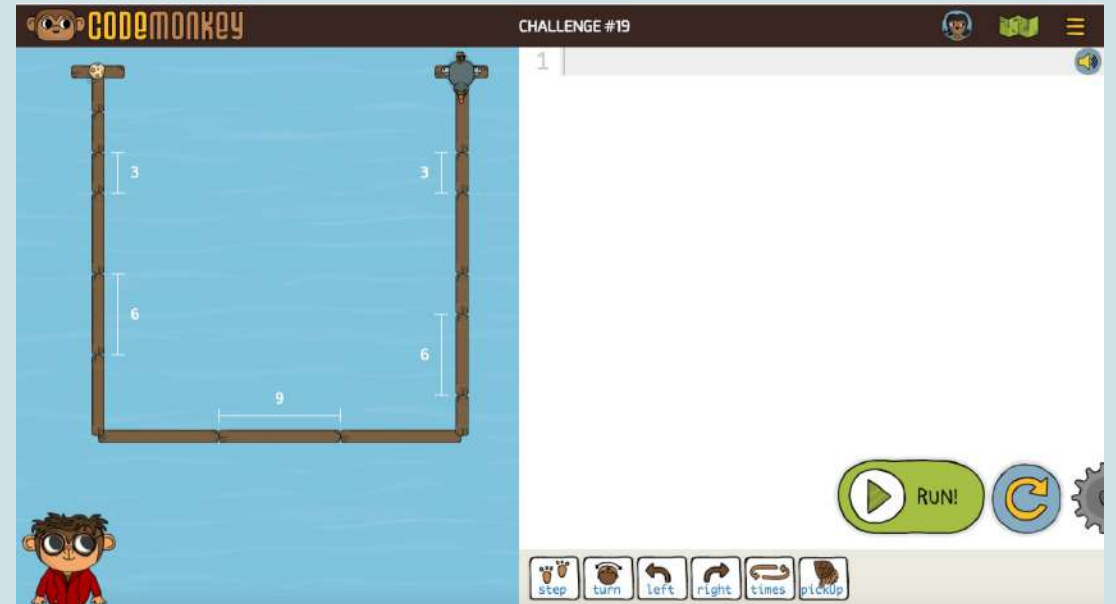 CODEMONKEY
CHALLENGE #19
1
3
3
6
6
9
RUN!
step
turn
left
right
times
pickUp